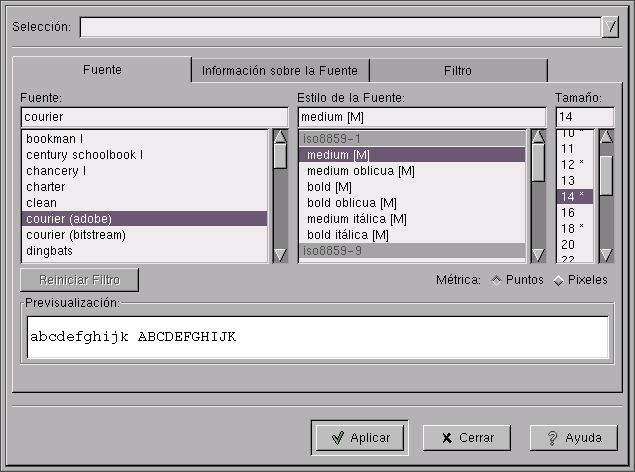 Selección:
Fuente
Información sobre la Fuente
Filtro
Fuente:
Estilo de la Fuente:
Tamaño:
courier
medium [M]
14
bookman l
century schoolbook l
chancery l
charter
clean
courier (adobe)
courier (bitstream)
dingbats
iso8859-1
medium [M]
medium oblicua [M]
bold [M]
bold oblicua [M]
medium itálica [M]
bold itálica [M]
iso8859-9
10 *
11
12 *
13
14 *
16
18 *
20
22
Reiniciar Filtro
Métrica:
Puntos
Pixeles
Previsualización:
abcdefghijk ABCDEFGHIJK
Aplicar
Cerrar
Ayuda